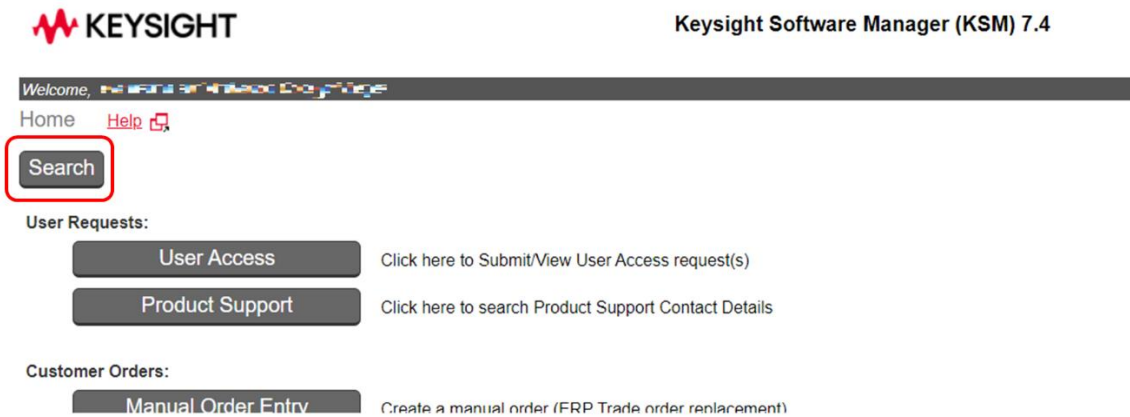 KEYSIGHT
Keysight Software Manager (KSM) 7.4
Welcome,
Home Help
Search
User Requests:
User Access Click here to Submit/View User Access request(s)
Product Support Click here to search Product Support Contact Details
Customer Orders:
Manual Order Entry Create a manual order (ERP Trade order replacement)